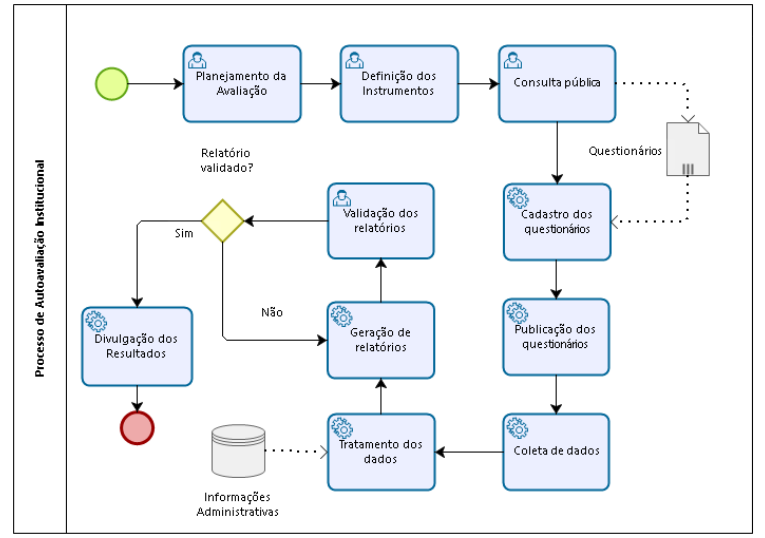 Processo de Autoavaliação Institucional
Planejamento da
Avaliação
Definição dos
Instrumentos
Consulta pública
Questionários
Cadastro dos
questionários
Publicação dos
questionários
Coleta de dados
Tratamento dos
dados
Informações
Administrativas
Geração de
relatórios
Validação dos
relatórios
Relatório
validado?
Sim
Não
Divulgação dos
Resultados